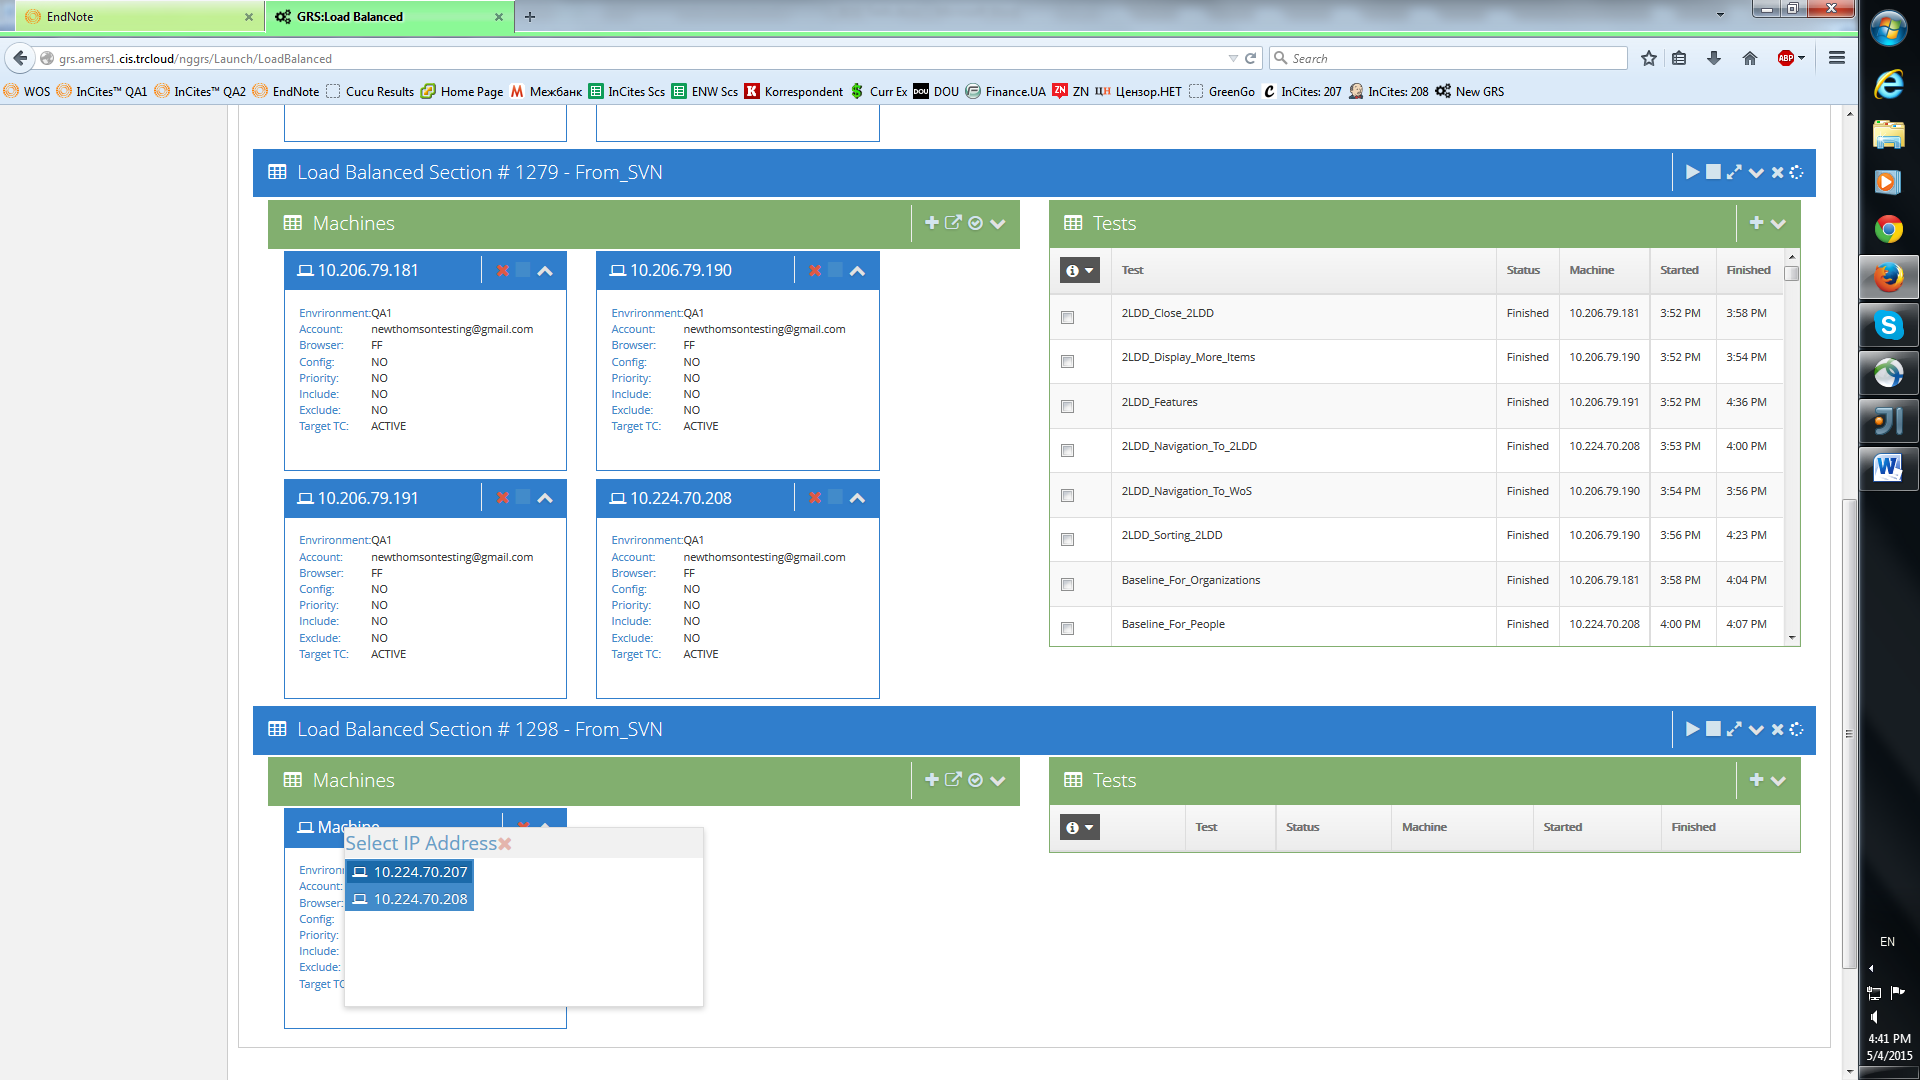 EndNote
GRS:Load Balanced
grs.amers1.cis.trcloud/nggrs/Launch/LoadBalanced
Search
ABP
WOS InCites™ QA1 InCites™ QA2 EndNote Cucu Results Home Page Межбанк InCites Scs ENW Scs Korrespondent Curr Ex DOU Finance.UA ZN Цензор.НЕТ GreenGo InCites: 207 InCites: 208 New GRS
Load Balanced Section # 1279 - From_SVN
Machines
Tests
10.206.79.181
Envrironment:QA1
Account: newthomsontesting@gmail.com
Browser: FF
Config: NO
Priority: NO
Include: NO
Exclude: NO
Target TC: ACTIVE
10.206.79.190
Envrironment:QA1
Account: newthomsontesting@gmail.com
Browser: FF
Config: NO
Priority: NO
Include: NO
Exclude: NO
Target TC: ACTIVE
10.206.79.191
Envrironment:QA1
Account: newthomsontesting@gmail.com
Browser: FF
Config: NO
Priority: NO
Include: NO
Exclude: NO
Target TC: ACTIVE
10.224.70.208
Envrironment:QA1
Account: newthomsontesting@gmail.com
Browser: FF
Config: NO
Priority: NO
Include: NO
Exclude: NO
Target TC: ACTIVE
Test Status Machine Started Finished
2LDD_Close_2LDD Finished 10.206.79.181 3:52 PM 3:58 PM
2LDD_Display_More_Items Finished 10.206.79.190 3:52 PM 3:54 PM
2LDD_Features Finished 10.206.79.191 3:52 PM 4:36 PM
2LDD_Navigation_To_2LDD Finished 10.224.70.208 3:53 PM 4:00 PM
2LDD_Navigation_To_WoS Finished 10.206.79.190 3:54 PM 3:56 PM
2LDD_Sorting_2LDD Finished 10.206.79.190 3:56 PM 4:23 PM
Baseline_For_Organizations Finished 10.206.79.181 3:58 PM 4:04 PM
Baseline_For_People Finished 10.224.70.208 4:00 PM 4:07 PM
Load Balanced Section # 1298 - From_SVN
Machines
Tests
Machine
Select IP Address
10.224.70.207
10.224.70.208
Envriron
Account:
Browser:
Config:
Priority:
Include:
Exclude:
Target TC
Test Status Machine Started Finished
EN
4:41 PM
5/4/2015